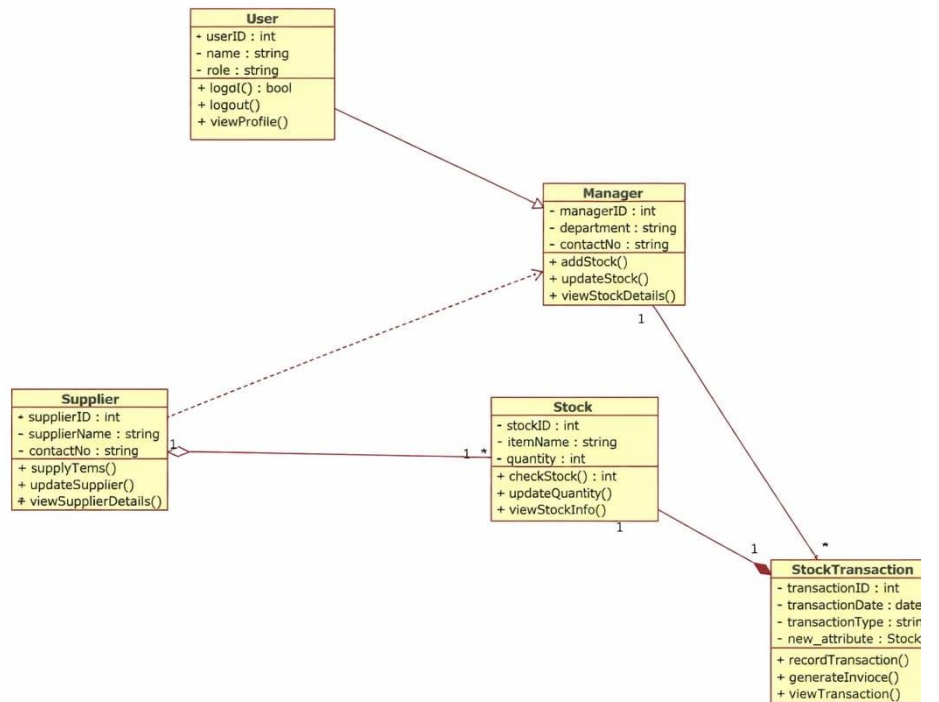 User
+ userID : int
- name : string
- role : string
+ logol() : bool
+ logout()
+ viewProfile()
Manager
- managerID : int
- department : string
- contactNo : string
+ addStock()
+ updateStock()
+ viewStockDetails()
1
Supplier
+ supplierID : int
- supplierName : string
- contactNo : string
+ supplyTems()
+ updateSupplier()
+ viewSupplierDetails()
1
1 *
Stock
- stockID : int
- itemName : string
- quantity : int
+ checkStock() : int
+ updateQuantity()
+ viewStockInfo()
1
1
*
StockTransaction
- transactionID : int
- transactionDate : date
- transactionType : strin
- new_attribute : Stock
+ recordTransaction()
+ generateInvioce()
+ viewTransaction()